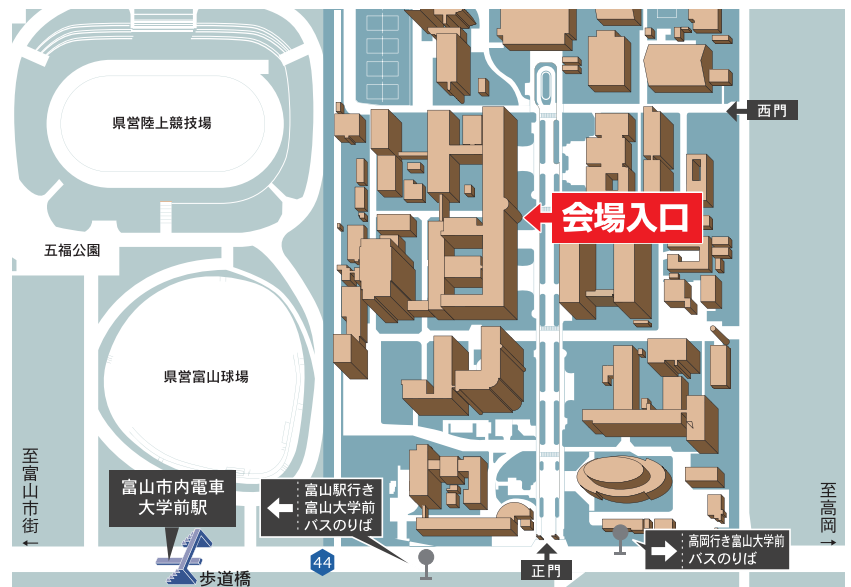 県営陸上競技場
西門
会場入口
五福公園
県営富山球場
至富山市街
←
富山市内電車
大学前駅
富山駅行き
富山大学前
バスのりば
高岡行き富山大学前
バスのりば
至高岡
→
44
正門
歩道橋